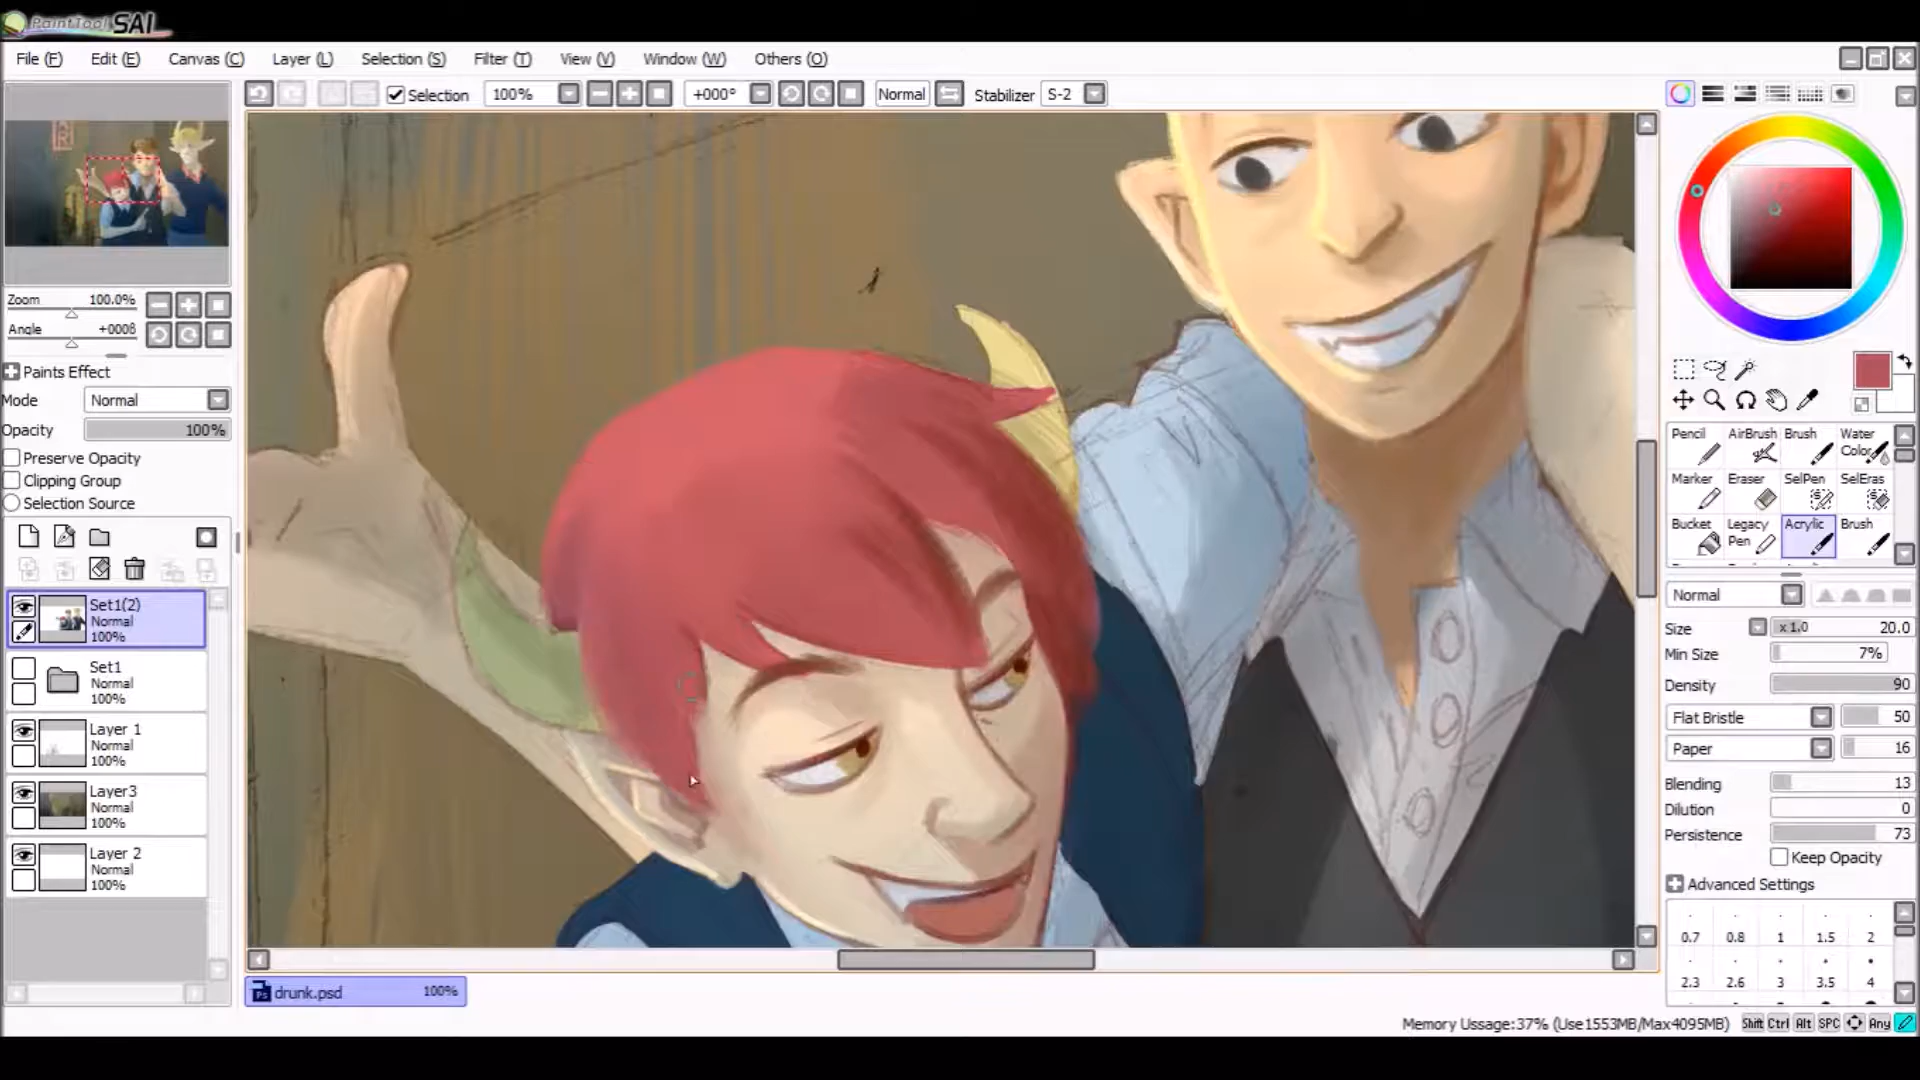 PaintTool SAI
File (F) Edit (E) Canvas (C) Layer (L) Selection (S) Filter (T) View (V) Window (W) Others (O)
Selection 100% +000° Normal Stabilizer S-2
Zoom 100.0%
Angle +0008
Paints Effect
Mode Normal
Opacity 100%
Preserve Opacity
Clipping Group
Selection Source
Set1(2)
Normal
100%
Set1
Normal
100%
Layer 1
Normal
100%
Layer3
Normal
100%
Layer 2
Normal
100%
Pencil AirBrush Brush Water Color
Marker Eraser SelPen SelEras
Bucket Legacy Pen Acrylic Brush
Normal
Size x 1.0 20.0
Min Size 7%
Density 90
Flat Bristle 50
Paper 16
Blending 13
Dilution 0
Persistence 73
Keep Opacity
Advanced Settings
0.7 0.8 1 1.5 2
2.3 2.6 3 3.5 4
drunk.psd 100%
Memory Ussage:37% (Use1553MB/Max4095MB) Shift Ctrl Alt SPC Any